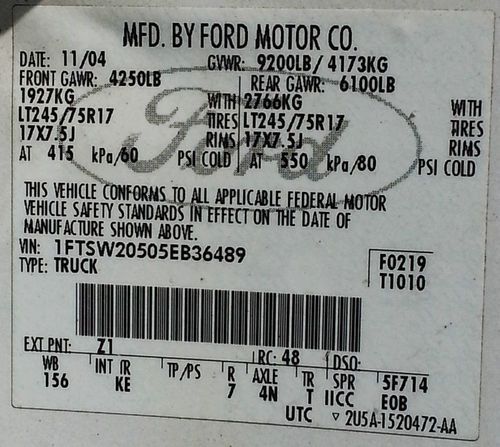 MFD. BY FORD MOTOR CO.
DATE: 11/04 GVWR: 9200LB/ 4173KG
FRONT GAWR: 4250LB REAR GAWR: 6100LB
1927KG WITH 2766KG WITH
LT245/75R17 TIRES LT245/75R17 TIRES
17X7.5J RIMS 17X7.5J RIMS
AT 415 kPa/60 PSI COLD AT 550 kPa/80 PSI COLD
Ford
THIS VEHICLE CONFORMS TO ALL APPLICABLE FEDERAL MOTOR
VEHICLE SAFETY STANDARDS IN EFFECT ON THE DATE OF
MANUFACTURE SHOWN ABOVE.
VIN: 1FTSW20505EB36489
TYPE: TRUCK
F0219
T1010
EXT PNT: Z1 RC: 48 DSO:
WB INT TR TP/PS R AXLE TR SPR 5F714
156 KE 7 4N T IICC EOB
UTC ▽ 2U5A-1520472-AA